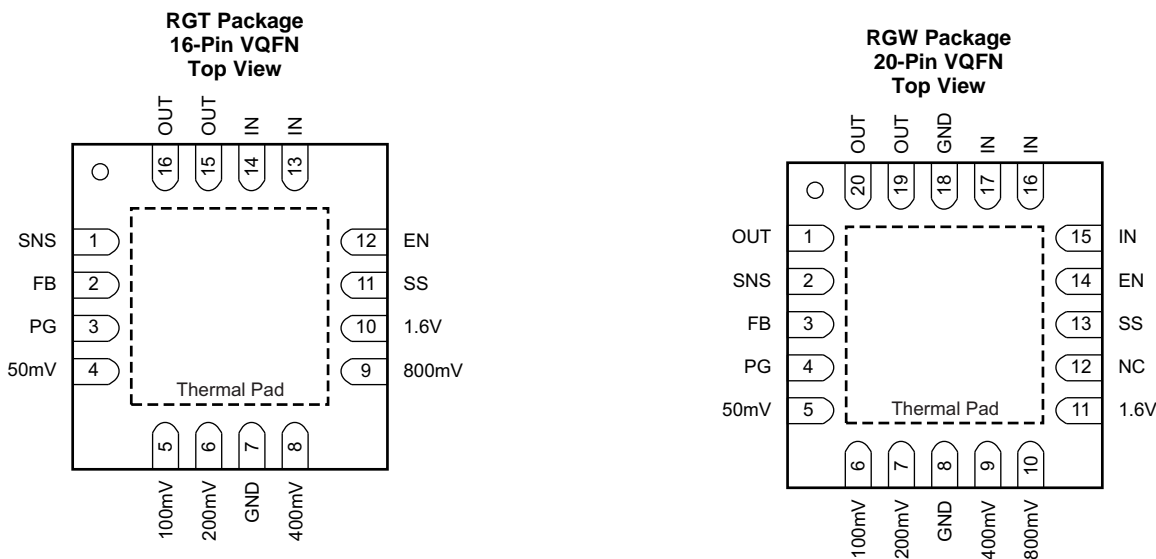 RGT Package
16-Pin VQFN
Top View
OUT
OUT
IN
IN
16
15
14
13
SNS 1
FB 2
PG 3
50mV 4
12 EN
11 SS
10 1.6V
9 800mV
Thermal Pad
5
6
7
8
100mV
200mV
GND
400mV
RGW Package
20-Pin VQFN
Top View
OUT
OUT
GND
IN
IN
20
19
18
17
16
OUT 1
SNS 2
FB 3
PG 4
50mV 5
15 IN
14 EN
13 SS
12 NC
11 1.6V
Thermal Pad
6
7
8
9
10
100mV
200mV
GND
400mV
800mV